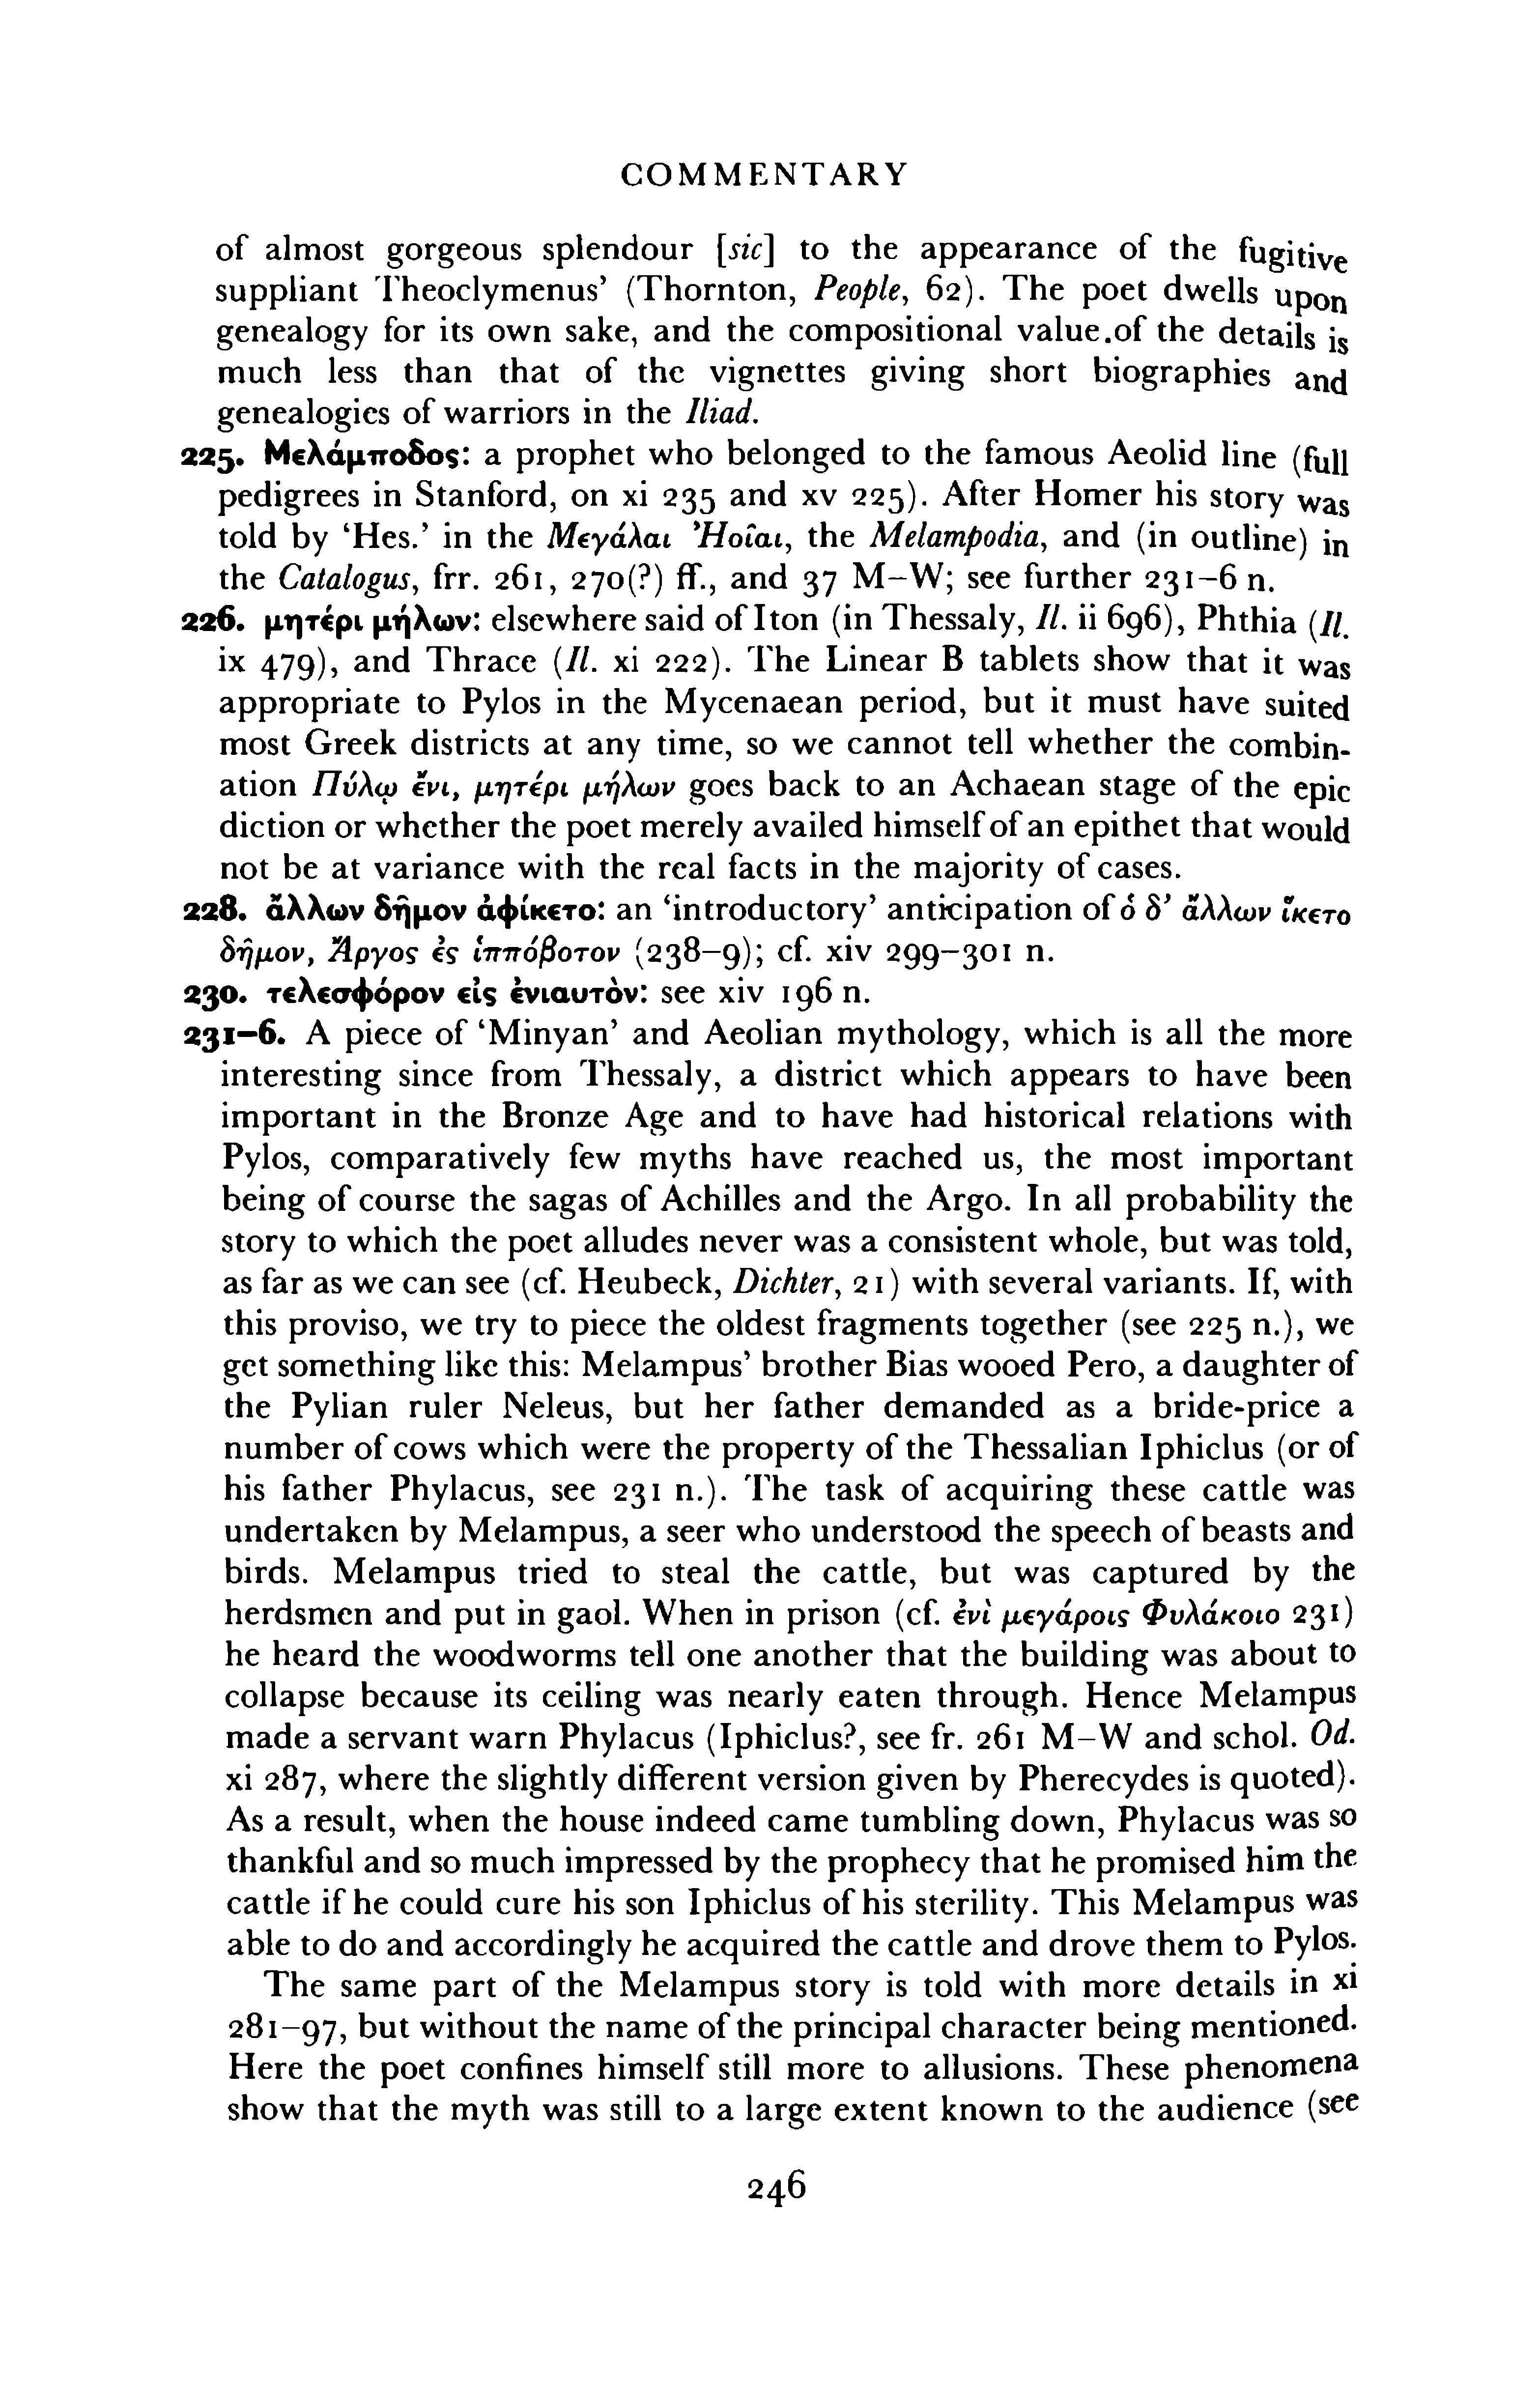 COMMENTARY
of almost gorgeous splendour [sic] to the appearance of the fugitive
suppliant Theoclymenus’ (Thornton, People, 62). The poet dwells upon
genealogy for its own sake, and the compositional value.of the details is
much less than that of the vignettes giving short biographies and
genealogies of warriors in the Iliad.
225. Μελάμποδος: a prophet who belonged to the famous Aeolid line (full
pedigrees in Stanford, on xi 235 and xv 225). After Homer his story was
told by ‘Hes.’ in the Μεγάλαι Ἠοῖαι, the Melampodia, and (in outline) in
the Catalogus, frr. 261, 270(?) ff., and 37 M–W; see further 231–6 n.
226. μητέρι μήλων: elsewhere said of Iton (in Thessaly, Il. ii 696), Phthia (Il.
ix 479), and Thrace (Il. xi 222). The Linear B tablets show that it was
appropriate to Pylos in the Mycenaean period, but it must have suited
most Greek districts at any time, so we cannot tell whether the combin-
ation Πύλῳ ἔνι, μητέρι μήλων goes back to an Achaean stage of the epic
diction or whether the poet merely availed himself of an epithet that would
not be at variance with the real facts in the majority of cases.
228. ἄλλων δῆμον ἀφίκετο: an ‘introductory’ anticipation of ὁ δ’ ἄλλων ἵκετο
δῆμον, Ἄργος ἐς ἱππόβοτον (238–9); cf. xiv 299–301 n.
230. τελεσφόρον εἰς ἐνιαυτόν: see xiv 196 n.
231–6. A piece of ‘Minyan’ and Aeolian mythology, which is all the more
interesting since from Thessaly, a district which appears to have been
important in the Bronze Age and to have had historical relations with
Pylos, comparatively few myths have reached us, the most important
being of course the sagas of Achilles and the Argo. In all probability the
story to which the poet alludes never was a consistent whole, but was told,
as far as we can see (cf. Heubeck, Dichter, 21) with several variants. If, with
this proviso, we try to piece the oldest fragments together (see 225 n.), we
get something like this: Melampus’ brother Bias wooed Pero, a daughter of
the Pylian ruler Neleus, but her father demanded as a bride-price a
number of cows which were the property of the Thessalian Iphiclus (or of
his father Phylacus, see 231 n.). The task of acquiring these cattle was
undertaken by Melampus, a seer who understood the speech of beasts and
birds. Melampus tried to steal the cattle, but was captured by the
herdsmen and put in gaol. When in prison (cf. ἐνὶ μεγάροις Φυλάκοιο 231)
he heard the woodworms tell one another that the building was about to
collapse because its ceiling was nearly eaten through. Hence Melampus
made a servant warn Phylacus (Iphiclus?, see fr. 261 M–W and schol. Od.
xi 287, where the slightly different version given by Pherecydes is quoted).
As a result, when the house indeed came tumbling down, Phylacus was so
thankful and so much impressed by the prophecy that he promised him the
cattle if he could cure his son Iphiclus of his sterility. This Melampus was
able to do and accordingly he acquired the cattle and drove them to Pylos.
The same part of the Melampus story is told with more details in xi
281–97, but without the name of the principal character being mentioned.
Here the poet confines himself still more to allusions. These phenomena
show that the myth was still to a large extent known to the audience (see
246